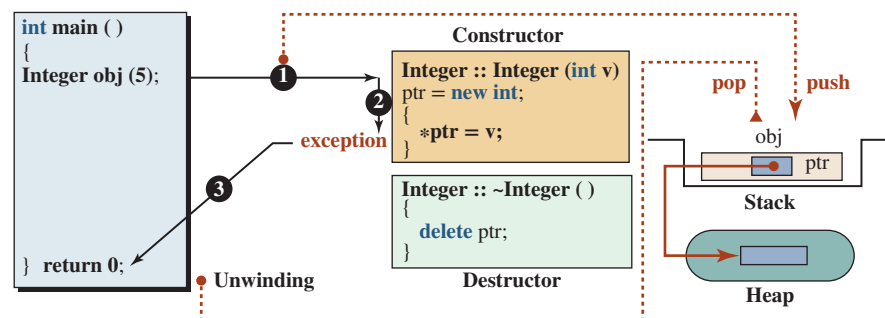 int main ( )
{
Integer obj (5);
} return 0;
1
2
3
exception
Unwinding
Constructor
Integer :: Integer (int v)
ptr = new int;
{
*ptr = v;
}
Integer :: ~Integer ( )
{
delete ptr;
}
Destructor
pop
push
obj
ptr
Stack
Heap